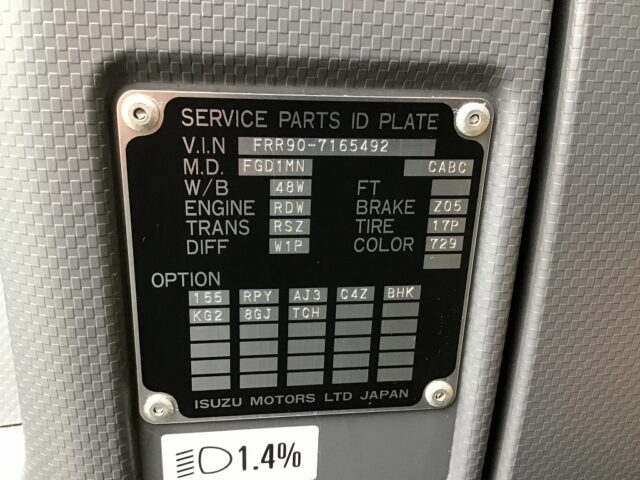 SERVICE PARTS ID PLATE
V.I.N FRR90-7165492
M.D. FGD1MN CABC
W/B 48W FT
ENGINE RDW BRAKE Z05
TRANS RSZ TIRE 17P
DIFF W1P COLOR 729
OPTION
155 RPY AJ3 C4Z BHK
KG2 8GJ TCH
ISUZU MOTORS LTD JAPAN
1.4%